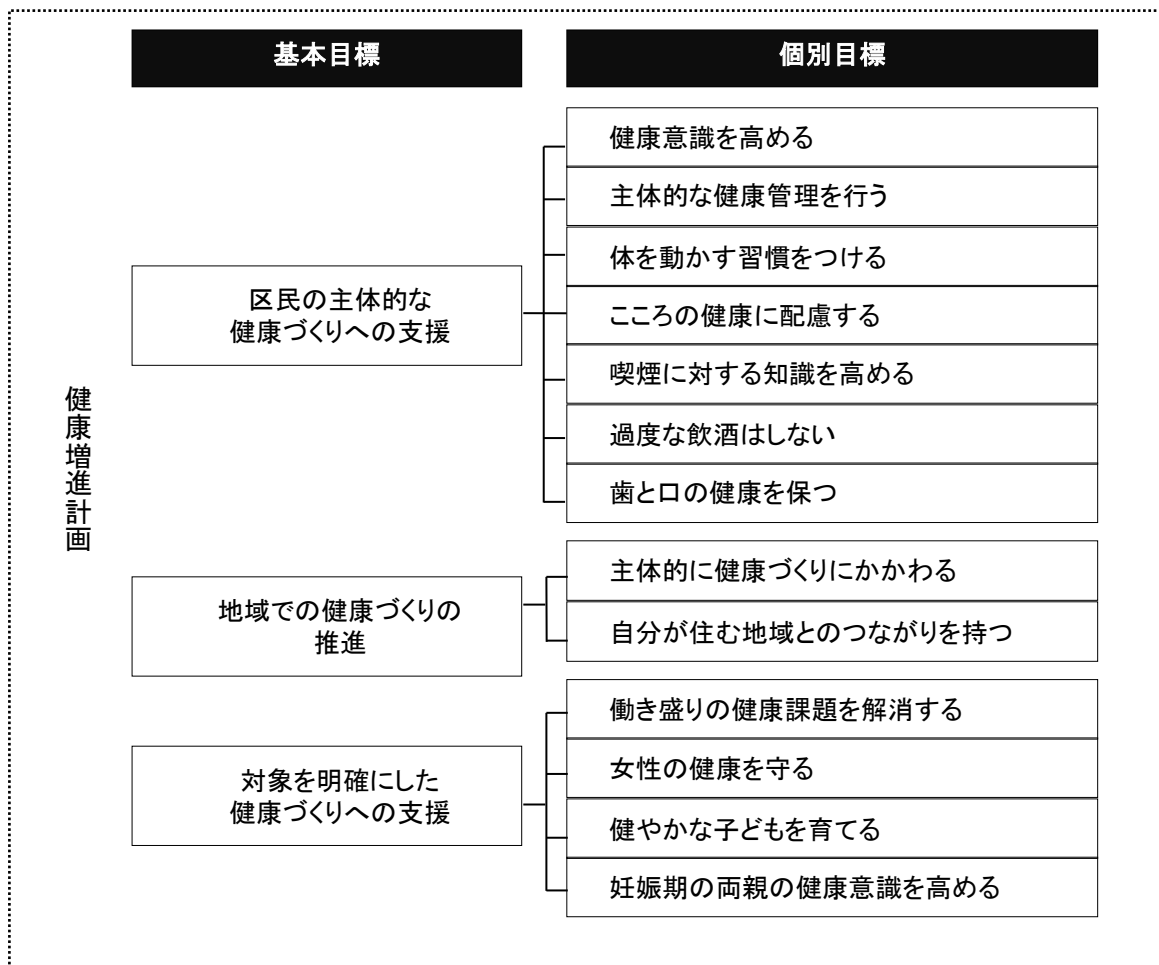 基本目標
個別目標
健康増進計画
区民の主体的な
健康づくりへの支援
健康意識を高める
主体的な健康管理を行う
体を動かす習慣をつける
こころの健康に配慮する
喫煙に対する知識を高める
過度な飲酒はしない
歯と口の健康を保つ
地域での健康づくりの
推進
主体的に健康づくりにかかわる
自分が住む地域とのつながりを持つ
対象を明確にした
健康づくりへの支援
働き盛りの健康課題を解消する
女性の健康を守る
健やかな子どもを育てる
妊娠期の両親の健康意識を高める